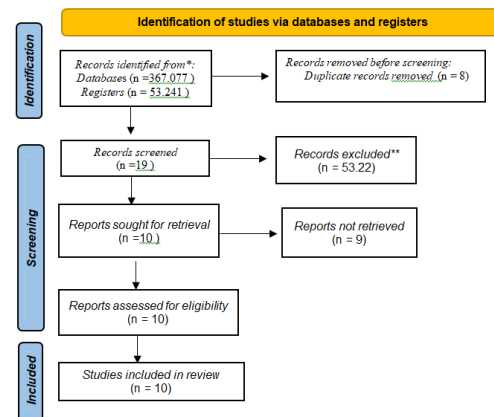 Identification of studies via databases and registers
Identification
Records identified from*:
Databases (n =367.077 )
Registers (n = 53.241 )
Records removed before screening:
Duplicate records removed (n = 8)
Screening
Records screened
(n =19 )
Records excluded**
(n = 53.22)
Reports sought for retrieval
(n =10 )
Reports not retrieved
(n = 9)
Reports assessed for eligibility
(n = 10)
Included
Studies included in review
(n = 10)